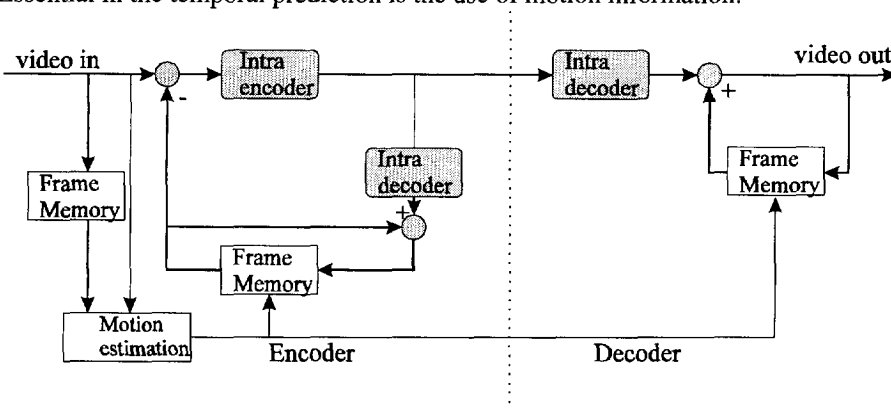 Essential in the temporal prediction is the use of motion information.
video in
Intra
encoder
Intra
decoder
video out
-
+
Intra
decoder
Frame
Memory
Frame
Memory
+
Frame
Memory
Motion
estimation
Encoder
Decoder